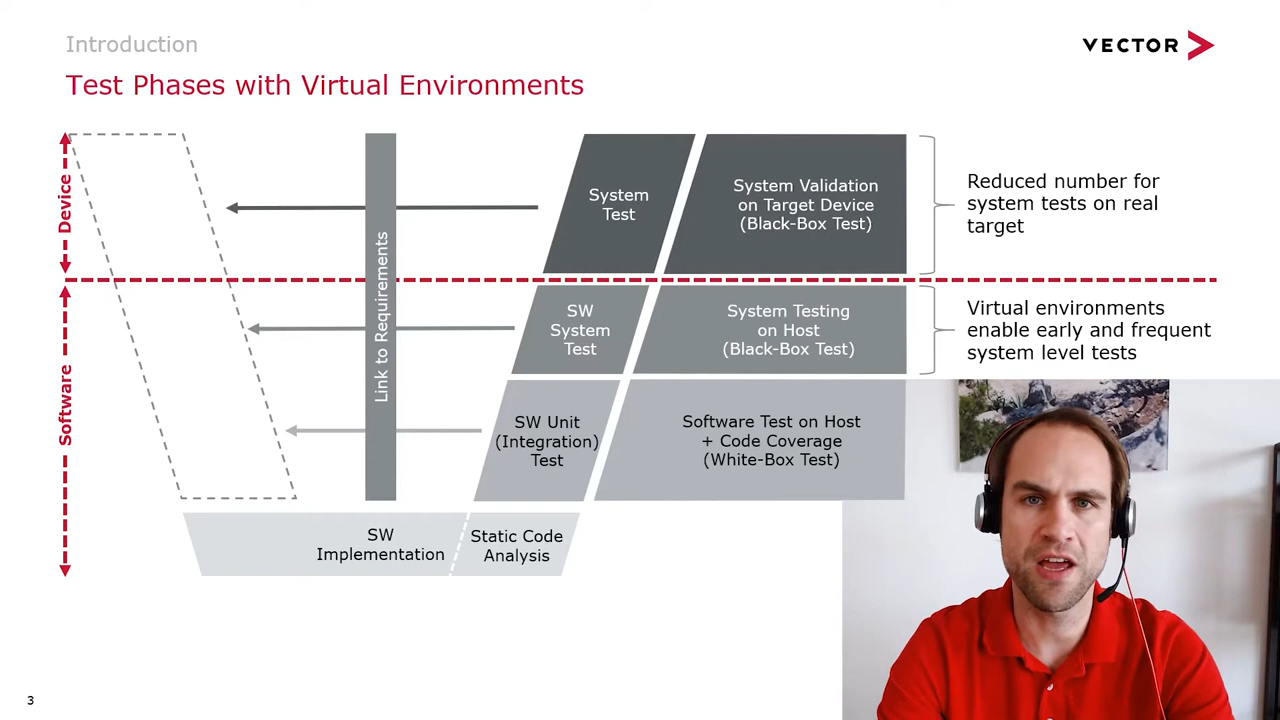 Introduction
VECTOR
Test Phases with Virtual Environments
Device
Software
Link to Requirements
System
Test
System Validation
on Target Device
(Black-Box Test)
Reduced number for
system tests on real
target
SW
System
Test
System Testing
on Host
(Black-Box Test)
Virtual environments
enable early and frequent
system level tests
SW Unit
(Integration)
Test
Software Test on Host
+ Code Coverage
(White-Box Test)
SW
Implementation
Static Code
Analysis
3